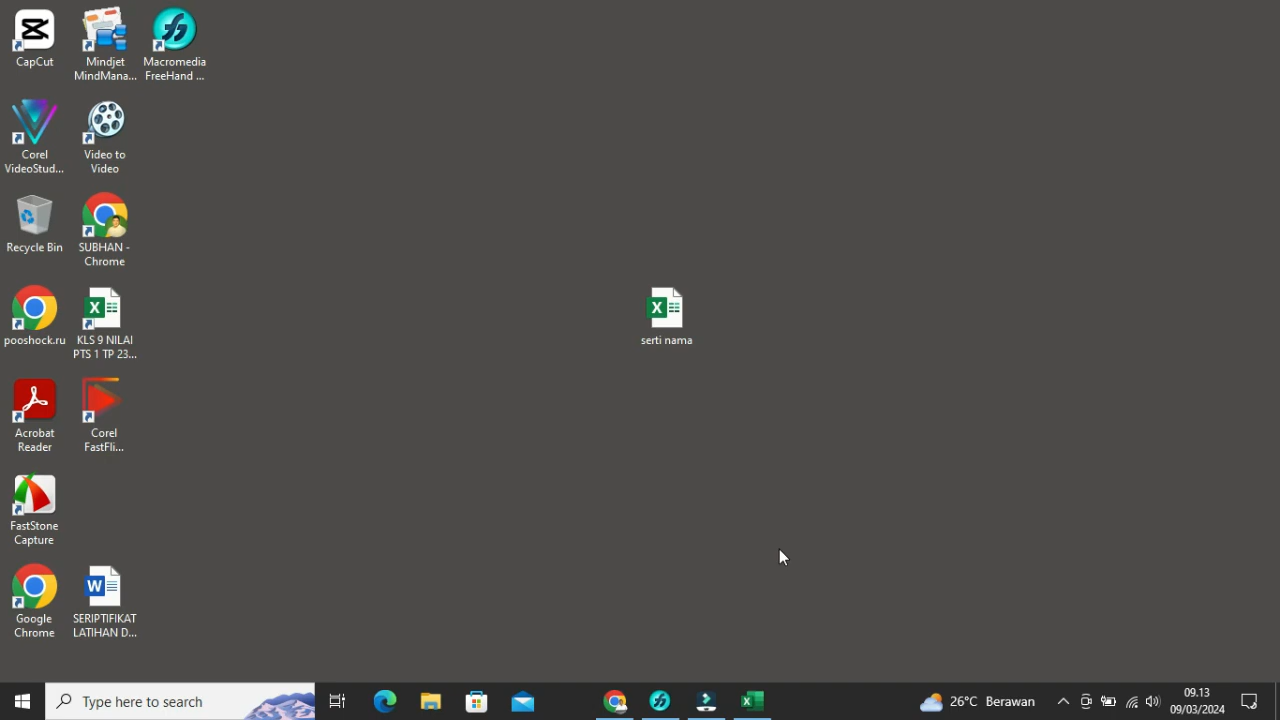 CapCut
Mindjet
MindMana...
Macromedia
FreeHand ...
Corel
VideoStud...
Video to
Video
Recycle Bin
SUBHAN -
Chrome
pooshock.ru
KLS 9 NILAI
PTS 1 TP 23...
serti nama
Acrobat
Reader
Corel
FastFli...
FastStone
Capture
Google
Chrome
SERIPTIFIKAT
LATIHAN D...
Type here to search
26°C Berawan
09.13
09/03/2024